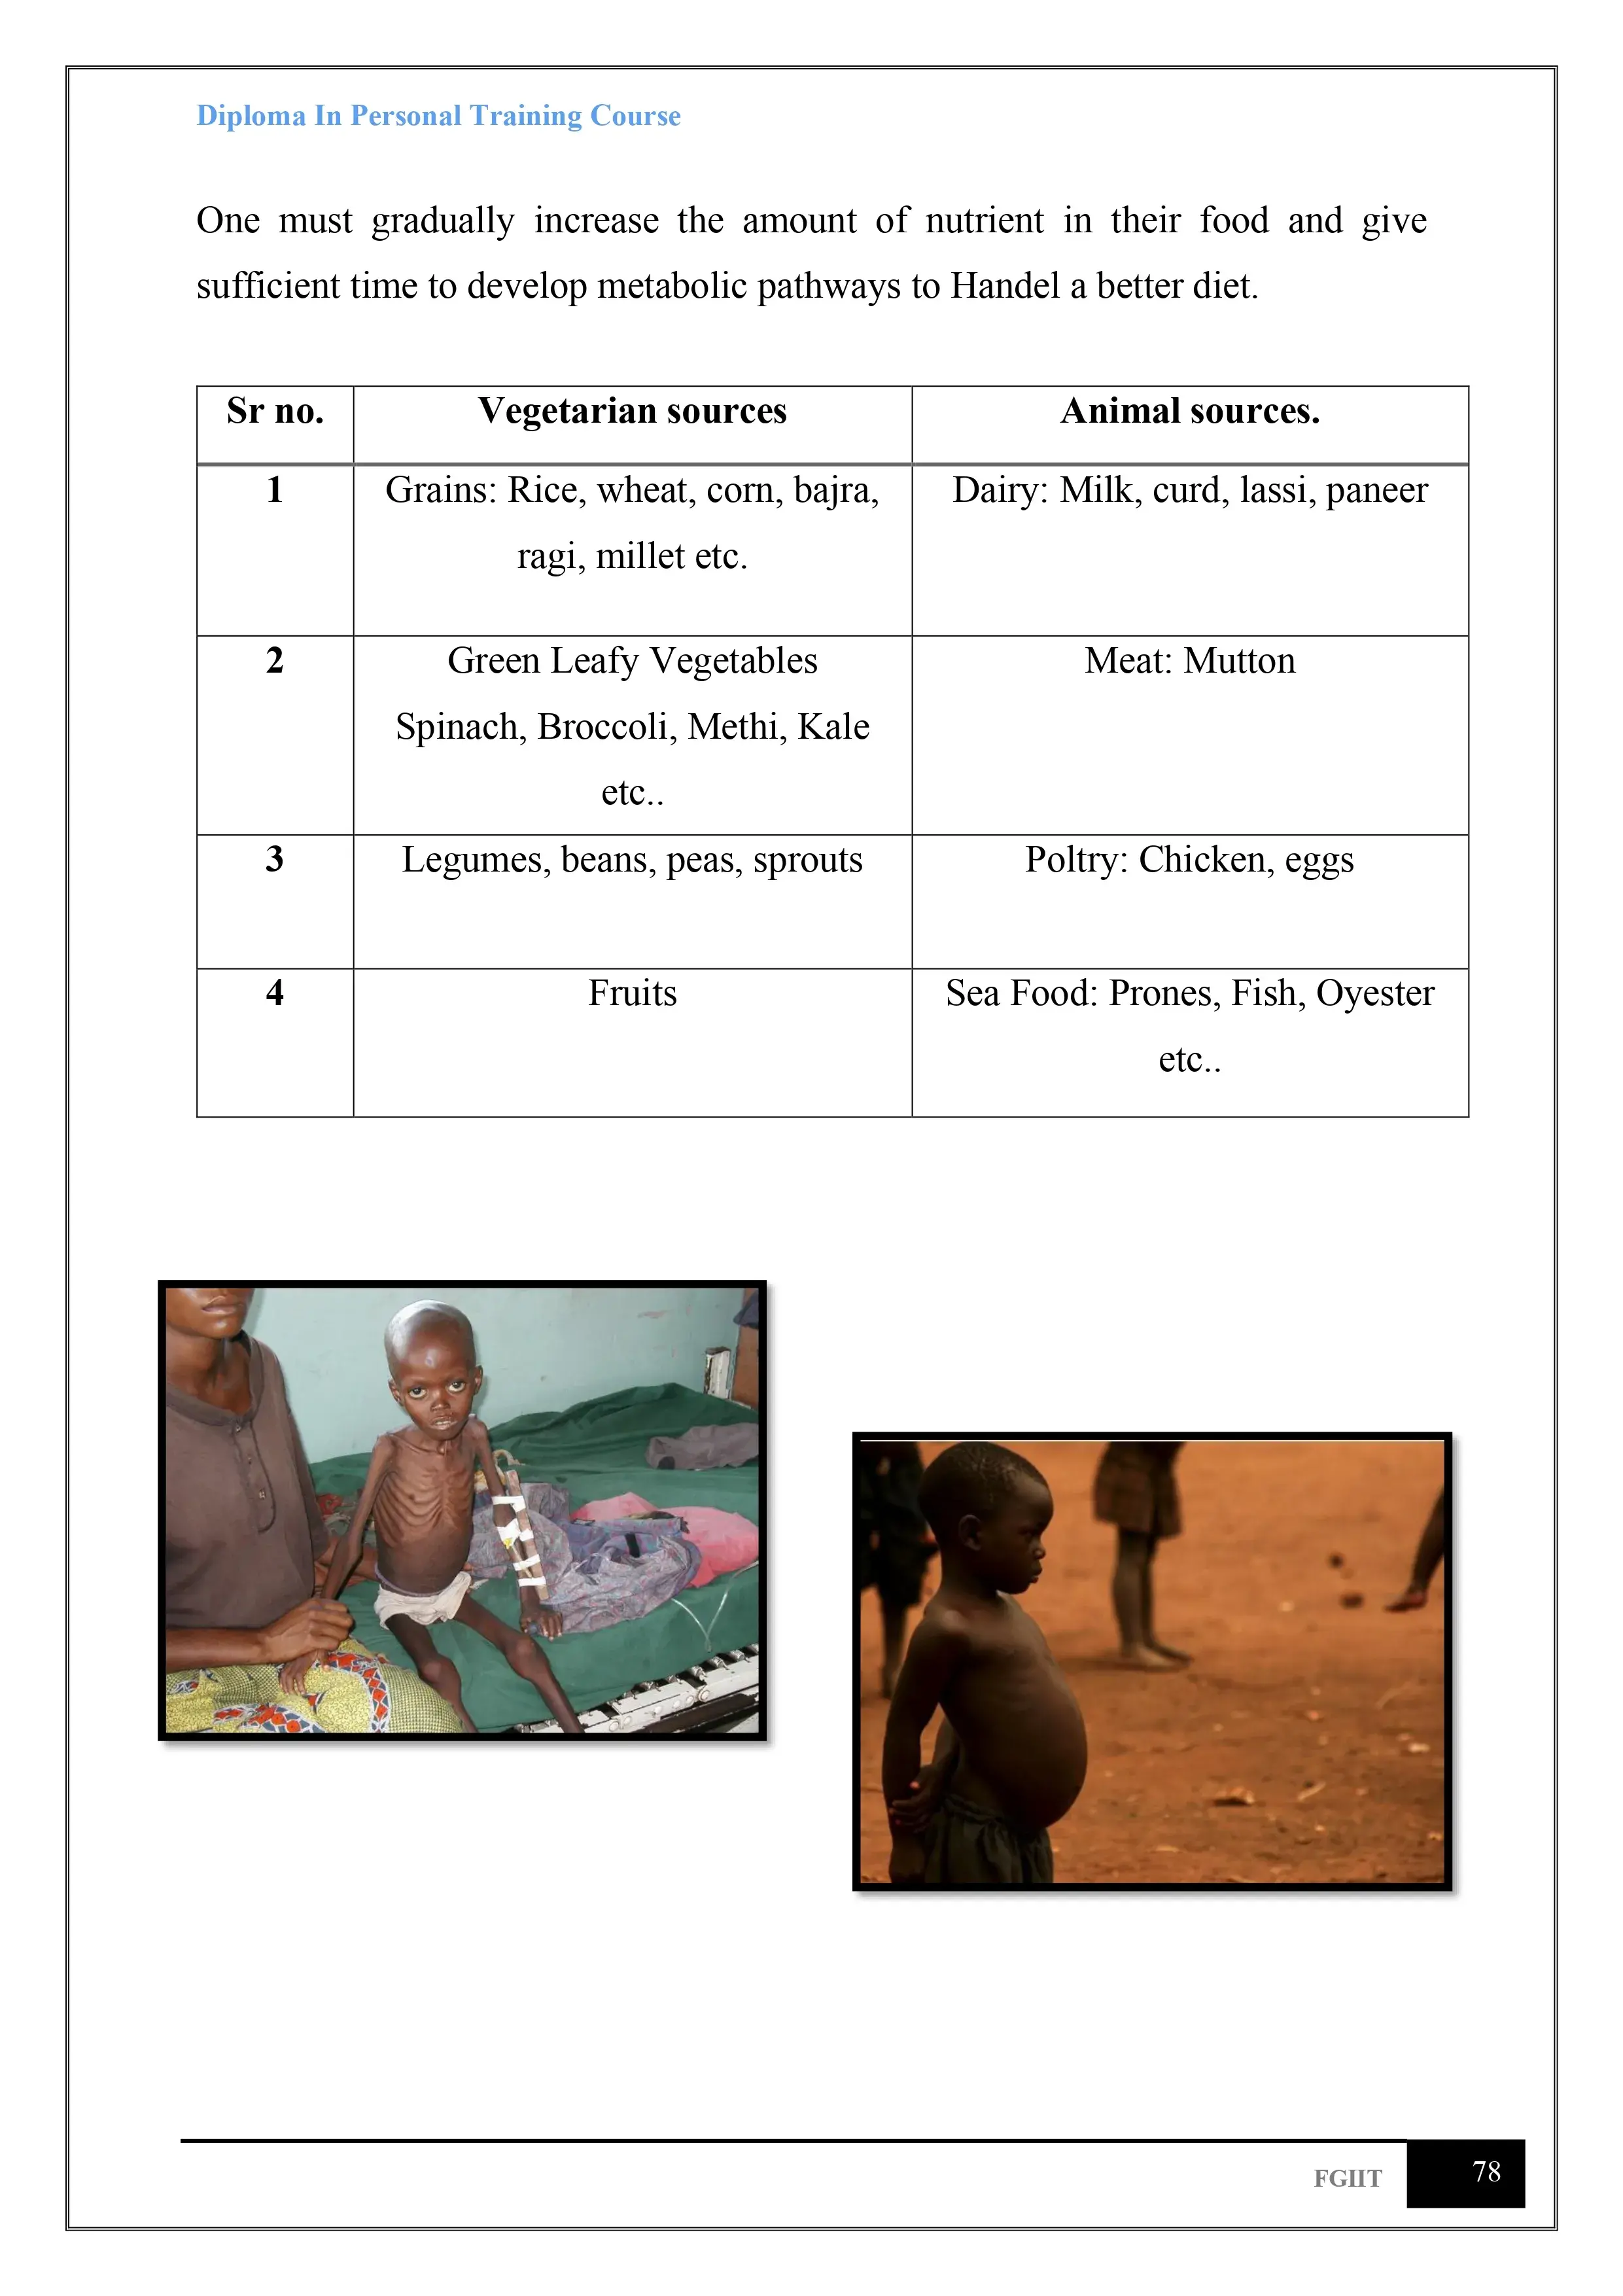 Diploma In Personal Training Course
One must gradually increase the amount of nutrient in their food and give
sufficient time to develop metabolic pathways to Handel a better diet.
Sr no. Vegetarian sources Animal sources.
1 Grains: Rice, wheat, corn, bajra, Dairy: Milk, curd, lassi, paneer
ragi, millet etc.
2 Green Leafy Vegetables Meat: Mutton
Spinach, Broccoli, Methi, Kale
etc..
3 Legumes, beans, peas, sprouts Poltry: Chicken, eggs
4 Fruits Sea Food: Prones, Fish, Oyester
etc..
FGIIT 78